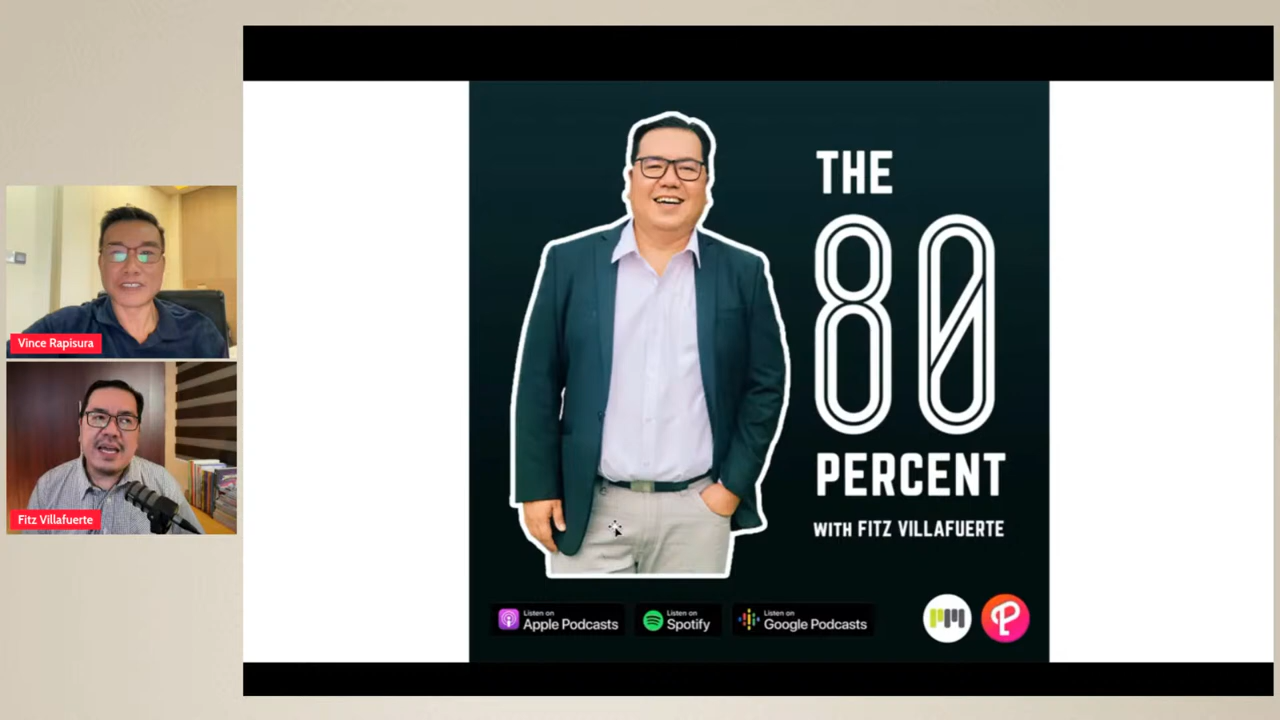 Vince Rapisura
Fitz Villafuerte
THE
80
PERCENT
WITH FITZ VILLAFUERTE
Listen on
Apple Podcasts
Listen on
Spotify
Listen on
Google Podcasts